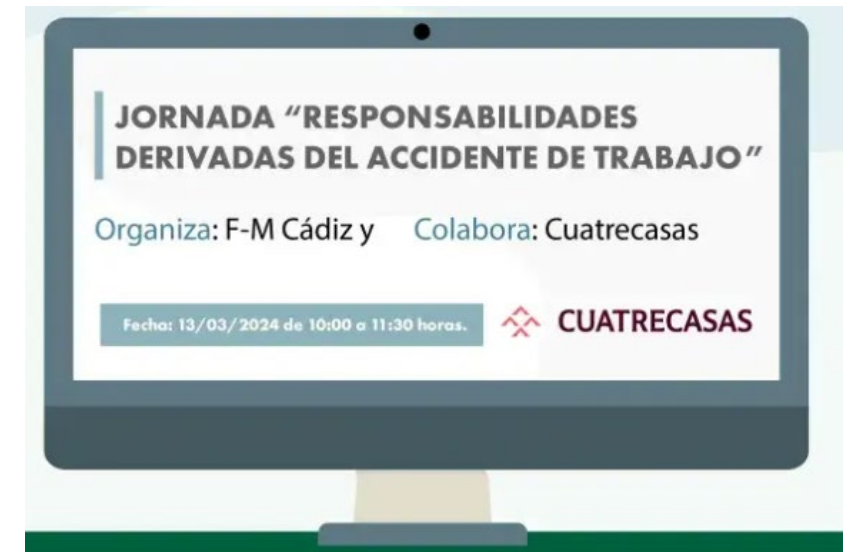 JORNADA “RESPONSABILIDADES
DERIVADAS DEL ACCIDENTE DE TRABAJO”
Organiza: F-M Cádiz y Colabora: Cuatrecasas
Fecha: 13/03/2024 de 10:00 a 11:30 horas.
CUATRECASAS